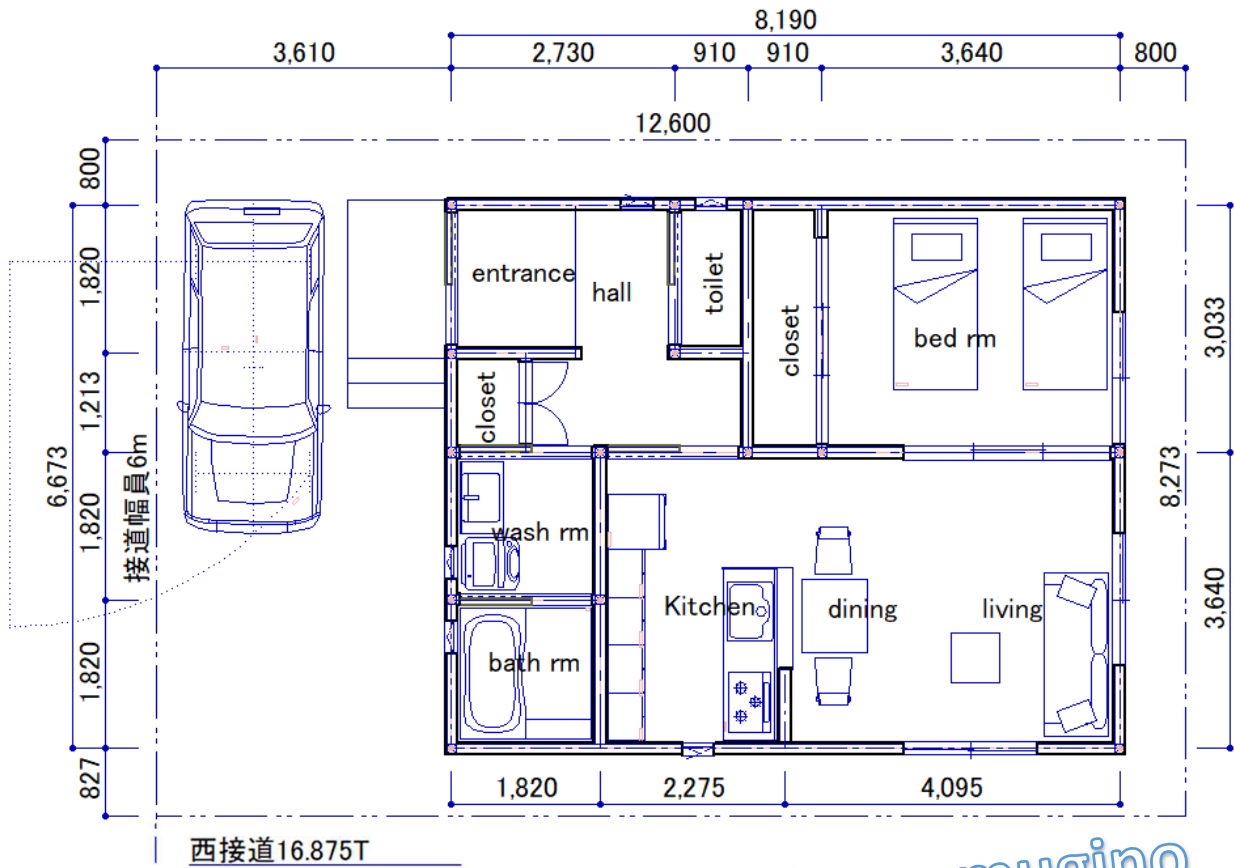 8,190
3,610
2,730
910
910
3,640
800
12,600
800
1,820
1,213
6,673
1,820
1,820
827
接道幅員6m
entrance
hall
toilet
closet
bed rm
closet
wash rm
bath rm
Kitchen
dining
living
3,033
8,273
3,640
1,820
2,275
4,095
西接道16.875T
mugino